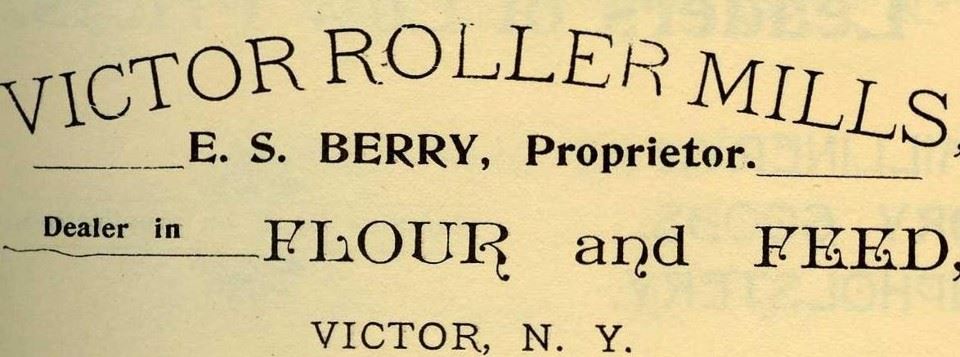 VICTOR ROLLER MILLS,
E. S. BERRY, Proprietor.
Dealer in FLOUR and FEED,
VICTOR, N. Y.